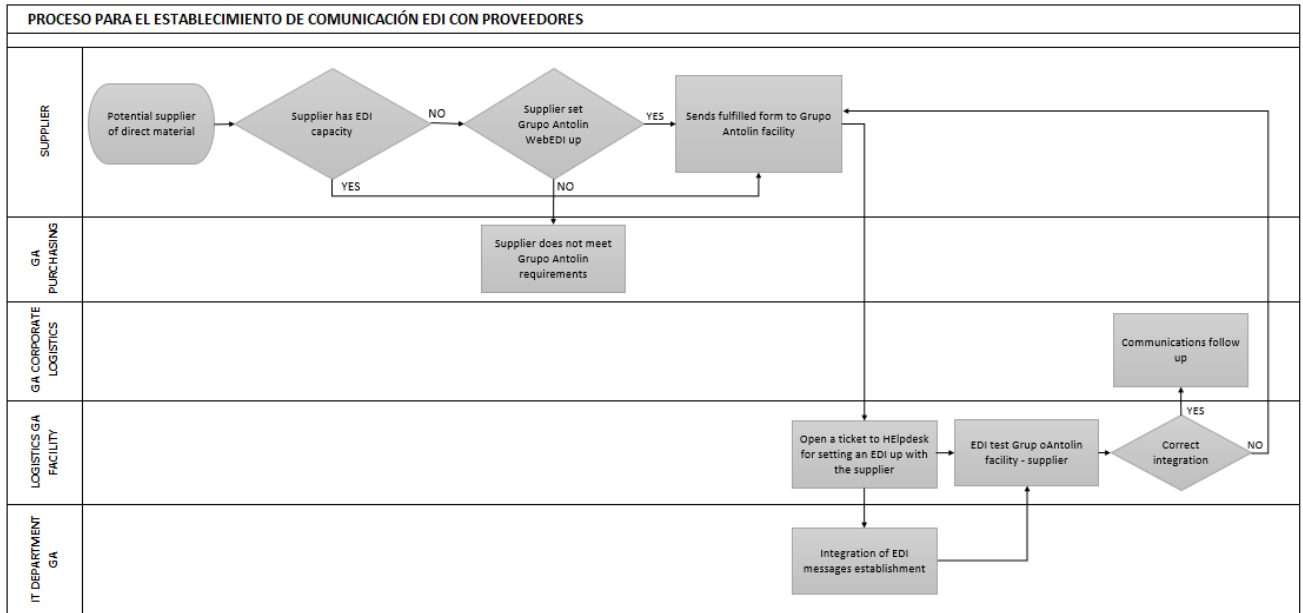 PROCESO PARA EL ESTABLECIMIENTO DE COMUNICACIÓN EDI CON PROVEEDORES
SUPPLIER
Potential supplier
of direct material
Supplier has EDI
capacity
NO
YES
Supplier set
Grupo Antolin
WebEDI up
YES
NO
Sends fulfilled form to Grupo
Antolin facility
GA
PURCHASING
Supplier does not meet
Grupo Antolin
requirements
GA CORPORATE
LOGISTICS
Communications follow
up
LOGISTICS GA
FACILITY
Open a ticket to HElpdesk
for setting an EDI up with
the supplier
EDI test Grup oAntolin
facility - supplier
YES
Correct
integration
NO
IT DEPARTMENT
GA
Integration of EDI
messages establishment